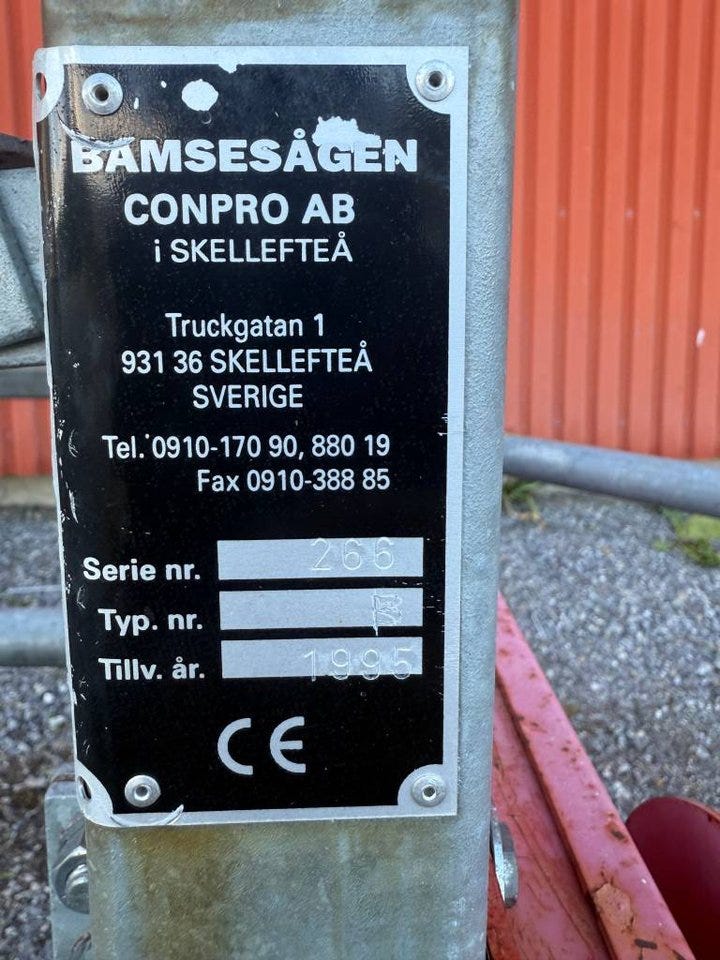 BAMSESÅGEN
CONPRO AB
i SKELLEFTEÅ
Truckgatan 1
931 36 SKELLEFTEÅ
SVERIGE
Tel. 0910-170 90, 880 19
Fax 0910-388 85
Serie nr. 266
Typ. nr.
Tillv. år. 1995
CE